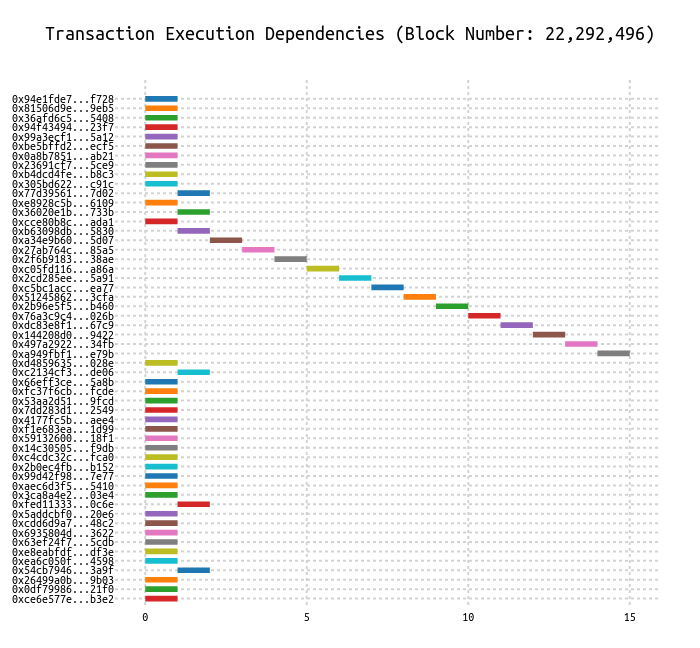 Transaction Execution Dependencies (Block Number: 22,292,496)
0x94e1fde7...f728
0x81506d9e...9eb5
0x36afd6c5...5408
0x94f43494...23f7
0x99a3ecf1...5a12
0xbe5bffd2...ecf5
0x0a8b7851...ab21
0x23691cf7...5ce9
0xb4dcd4fe...b8c3
0x305bd622...c91c
0x77d39561...7d02
0xe8928c5b...6109
0x36020e1b...733b
0xcce80b8c...ada1
0xb63098db...5830
0xa34e9b60...5d07
0x27ab764c...85a5
0x2f6b9183...38ae
0xc05fd116...a86a
0x2cd285ee...5a91
0xc5bc1acc...ea77
0x51245862...3cfa
0x2b96e5f5...b460
0x76a3c9c4...026b
0xdc83e8f1...67c9
0x144208d0...9422
0x497a2922...34fb
0xa949fbf1...e79b
0xd4859635...028e
0xc2134cf3...de06
0x66eff3ce...5a8b
0xfc37f6cb...fcde
0x53aa2d51...9fcd
0x7dd283d1...2549
0x4177fc5b...aee4
0xf1e683ea...1d99
0x59132600...18f1
0x14c30505...f9db
0xc4cdc32c...fca0
0x2b0ec4fb...b152
0x99d42f98...7e77
0xaec6d3f5...5410
0x3ca8a4e2...03e4
0xfed11333...0c6e
0x5addcbf0...20e6
0xcdd6d9a7...48c2
0x6935804d...3622
0x63ef24f7...5cdb
0xe8eabfdf...df3e
0xea6c050f...4598
0x54cb7946...3a9f
0x26499a0b...9b03
0x0df79986...21f0
0xce6e577e...b3e2
0 5 10 15